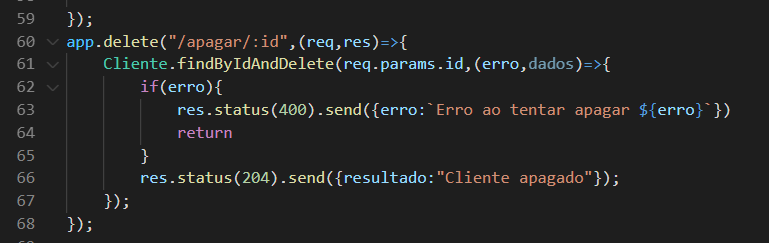 59 });
60 app.delete("/apagar/:id",(req,res)=>{
61 Cliente.findByIdAndDelete(req.params.id,(erro,dados)=>{
62 if(erro){
63 res.status(400).send({erro:`Erro ao tentar apagar ${erro}`})
64 return
65 }
66 res.status(204).send({resultado:"Cliente apagado"});
67 });
68 });